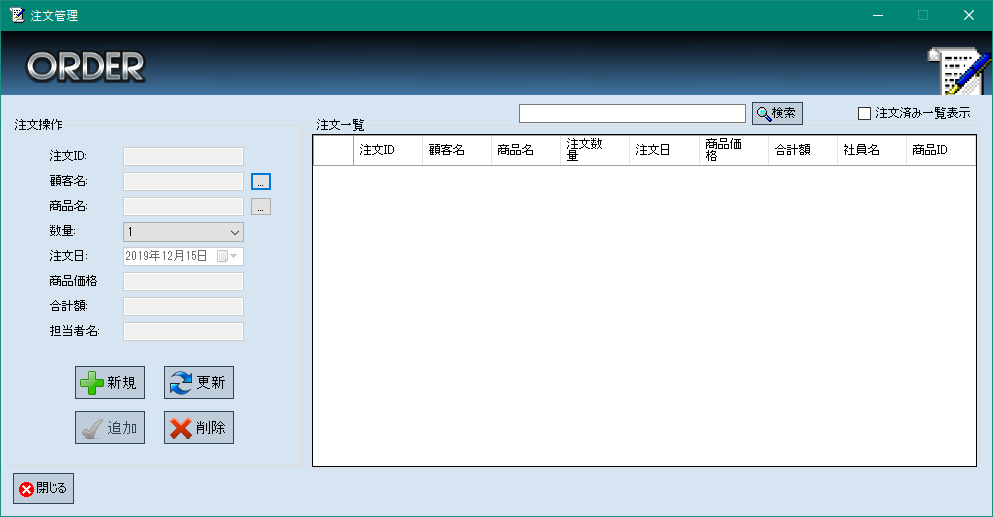 注文管理
ORDER
検索
注文済み一覧表示
注文操作
注文一覧
注文ID:
顧客名:
...
商品名:
...
数量:
1
注文日:
2019年12月15日
商品価格
合計額:
担当者名:
注文ID
顧客名
商品名
注文数
量
注文日
商品価
格
合計額
社員名
商品ID
新規
更新
追加
削除
閉じる